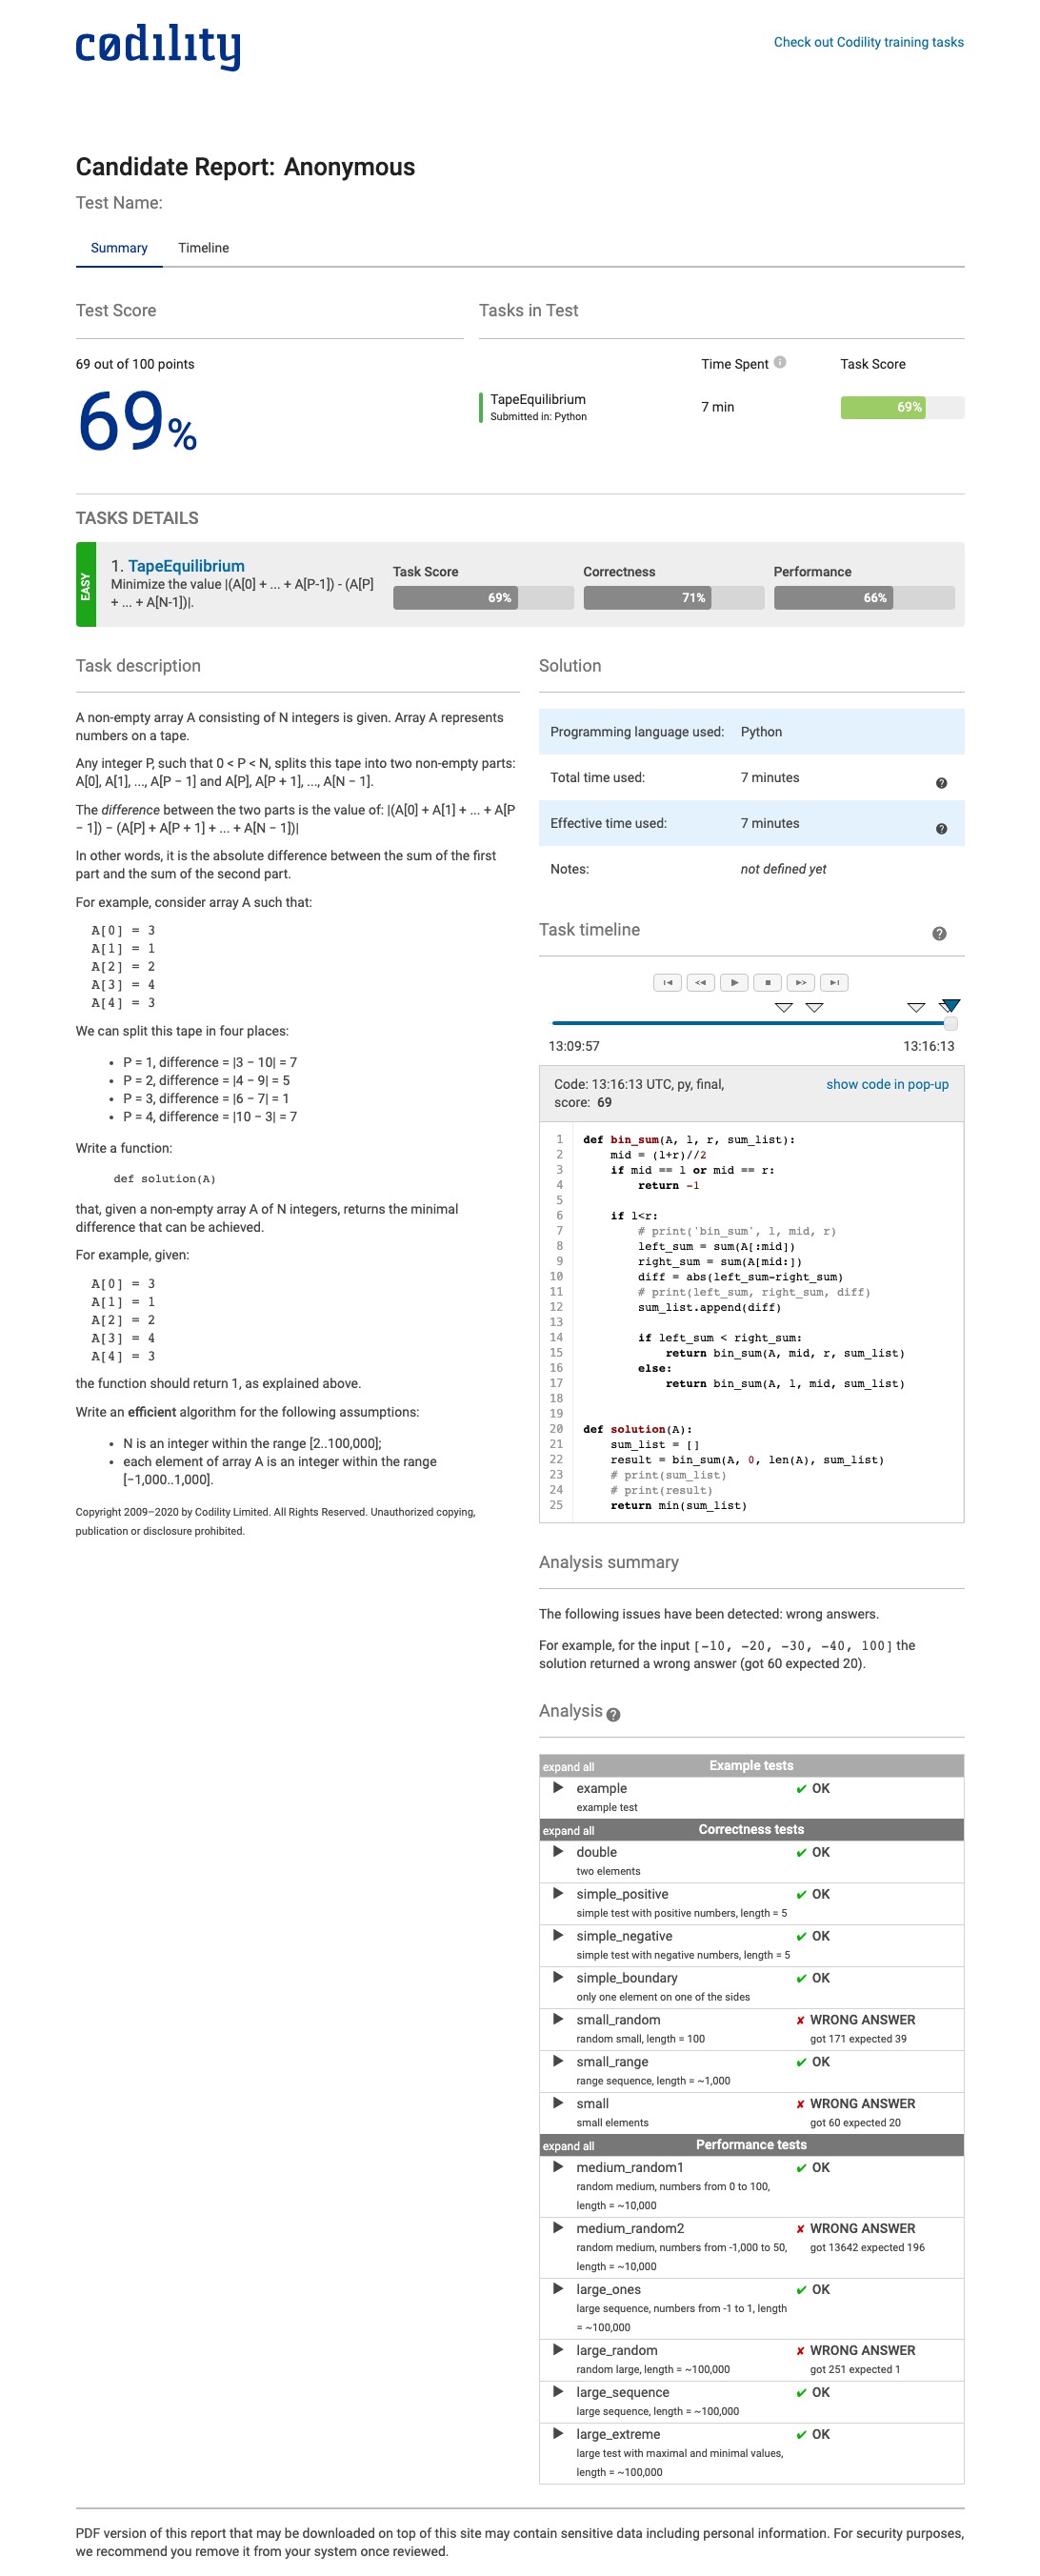 cødility
Check out Codility training tasks
Candidate Report: Anonymous
Test Name:
Summary Timeline
Test Score
69 out of 100 points
69%
Tasks in Test
Time Spent Task Score
TapeEquilibrium
Submitted in: Python
7 min
69%
TASKS DETAILS
EASY
1. TapeEquilibrium
Minimize the value |(A[0] + ... + A[P-1]) - (A[P]
+ ... + A[N-1])|.
Task Score
69%
Correctness
71%
Performance
66%
Task description
A non-empty array A consisting of N integers is given. Array A represents
numbers on a tape.
Any integer P, such that 0 < P < N, splits this tape into two non-empty parts:
A[0], A[1], ..., A[P − 1] and A[P], A[P + 1], ..., A[N − 1].
The difference between the two parts is the value of: |(A[0] + A[1] + ... + A[P
− 1]) − (A[P] + A[P + 1] + ... + A[N − 1])|
In other words, it is the absolute difference between the sum of the first
part and the sum of the second part.
For example, consider array A such that:
A[0] = 3
A[1] = 1
A[2] = 2
A[3] = 4
A[4] = 3
We can split this tape in four places:
• P = 1, difference = |3 − 10| = 7
• P = 2, difference = |4 − 9| = 5
• P = 3, difference = |6 − 7| = 1
• P = 4, difference = |10 − 3| = 7
Write a function:
def solution(A)
that, given a non-empty array A of N integers, returns the minimal
difference that can be achieved.
For example, given:
A[0] = 3
A[1] = 1
A[2] = 2
A[3] = 4
A[4] = 3
the function should return 1, as explained above.
Write an efficient algorithm for the following assumptions:
• N is an integer within the range [2..100,000];
• each element of array A is an integer within the range
[−1,000..1,000].
Copyright 2009–2020 by Codility Limited. All Rights Reserved. Unauthorized copying,
publication or disclosure prohibited.
Solution
Programming language used: Python
Total time used: 7 minutes
Effective time used: 7 minutes
Notes: not defined yet
Task timeline
13:09:57 13:16:13
Code: 13:16:13 UTC, py, final,
score: 69
show code in pop-up
1 def bin_sum(A, l, r, sum_list):
2 mid = (l+r)//2
3 if mid == l or mid == r:
4 return -1
5
6 if l<r:
7 # print('bin_sum', l, mid, r)
8 left_sum = sum(A[:mid])
9 right_sum = sum(A[mid:])
10 diff = abs(left_sum-right_sum)
11 # print(left_sum, right_sum, diff)
12 sum_list.append(diff)
13
14 if left_sum < right_sum:
15 return bin_sum(A, mid, r, sum_list)
16 else:
17 return bin_sum(A, l, mid, sum_list)
18
19
20 def solution(A):
21 sum_list = []
22 result = bin_sum(A, 0, len(A), sum_list)
23 # print(sum_list)
24 # print(result)
25 return min(sum_list)
Analysis summary
The following issues have been detected: wrong answers.
For example, for the input [-10, -20, -30, -40, 100] the
solution returned a wrong answer (got 60 expected 20).
Analysis
expand all Example tests
example ✔ OK
example test
expand all Correctness tests
double ✔ OK
two elements
simple_positive ✔ OK
simple test with positive numbers, length = 5
simple_negative ✔ OK
simple test with negative numbers, length = 5
simple_boundary ✔ OK
only one element on one of the sides
small_random ✘ WRONG ANSWER
random small, length = 100 got 171 expected 39
small_range ✔ OK
range sequence, length = ~1,000
small ✘ WRONG ANSWER
small elements got 60 expected 20
expand all Performance tests
medium_random1 ✔ OK
random medium, numbers from 0 to 100,
length = ~10,000
medium_random2 ✘ WRONG ANSWER
random medium, numbers from -1,000 to 50, got 13642 expected 196
length = ~10,000
large_ones ✔ OK
large sequence, numbers from -1 to 1, length
= ~100,000
large_random ✘ WRONG ANSWER
random large, length = ~100,000 got 251 expected 1
large_sequence ✔ OK
large sequence, length = ~100,000
large_extreme ✔ OK
large test with maximal and minimal values,
length = ~100,000
PDF version of this report that may be downloaded on top of this site may contain sensitive data including personal information. For security purposes,
we recommend you remove it from your system once reviewed.